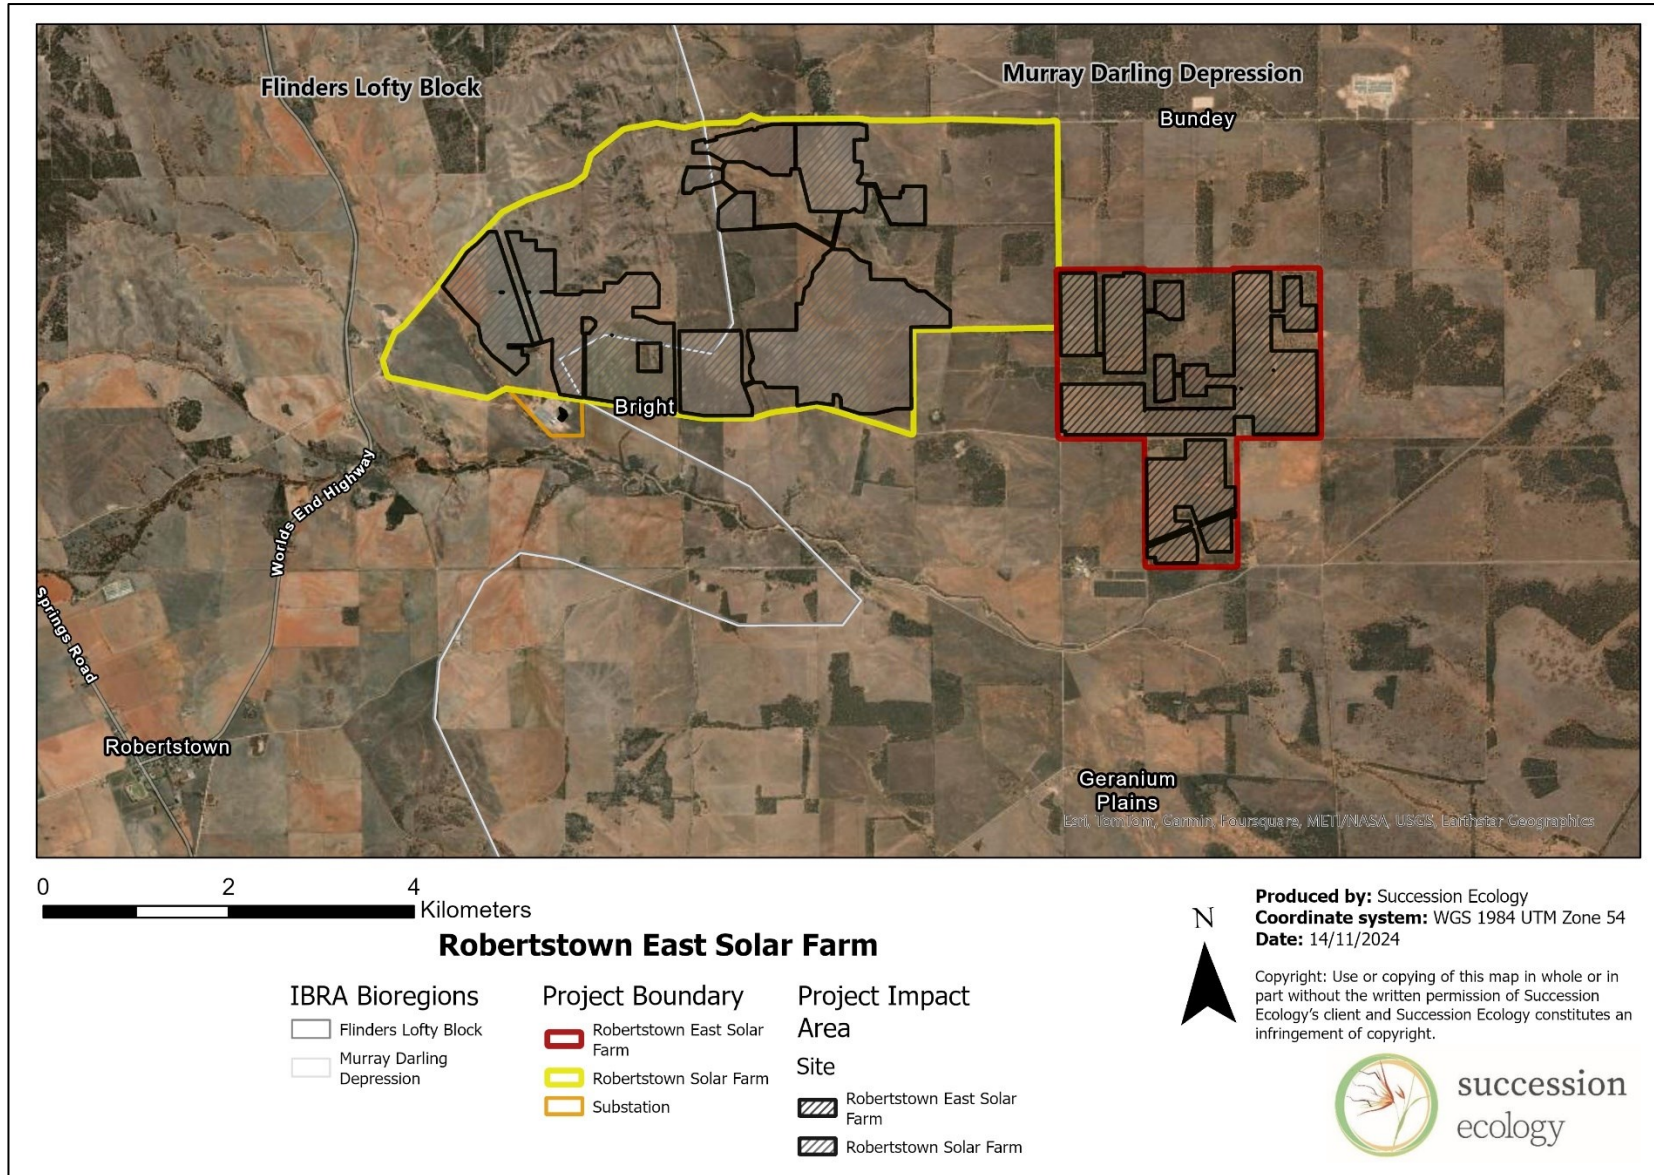 Flinders Lofty Block
Murray Darling Depression
Bundey
Bright
Worlds End Highway
Springs Road
Robertstown
Geranium
Plains
Esri, TomTom, Garmin, Foursquare, METI/NASA, USGS, Earthstar Geographics
0 2 4
Kilometers
Robertstown East Solar Farm
IBRA Bioregions
Flinders Lofty Block
Murray Darling
Depression
Project Boundary
Robertstown East Solar
Farm
Robertstown Solar Farm
Substation
Project Impact
Area
Site
Robertstown East Solar
Farm
Robertstown Solar Farm
N
Produced by: Succession Ecology
Coordinate system: WGS 1984 UTM Zone 54
Date: 14/11/2024
Copyright: Use or copying of this map in whole or in
part without the written permission of Succession
Ecology's client and Succession Ecology constitutes an
infringement of copyright.
succession
ecology